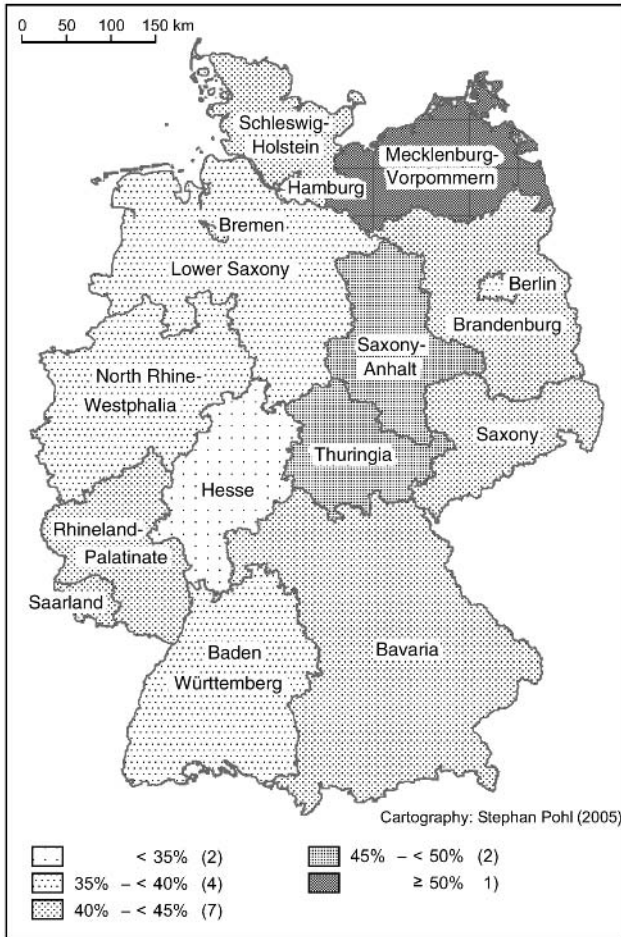 0 50 100 150 km
Schleswig-
Holstein
Mecklenburg-
Vorpommern
Hamburg
Bremen
Lower Saxony
Berlin
Brandenburg
Saxony-
Anhalt
North Rhine-
Westphalia
Saxony
Thuringia
Hesse
Rhineland-
Palatinate
Saarland
Bavaria
Baden
Württemberg
Cartography: Stephan Pohl (2005)
< 35% (2)
35% – < 40% (4)
40% – < 45% (7)
45% – < 50% (2)
≥ 50% 1)